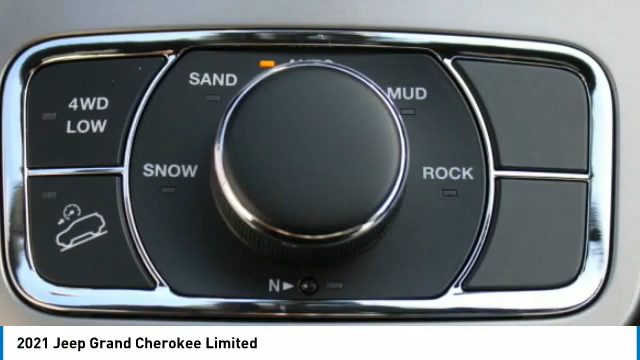 SAND
MUD
4WD
LOW
SNOW
ROCK
N
2021 Jeep Grand Cherokee Limited